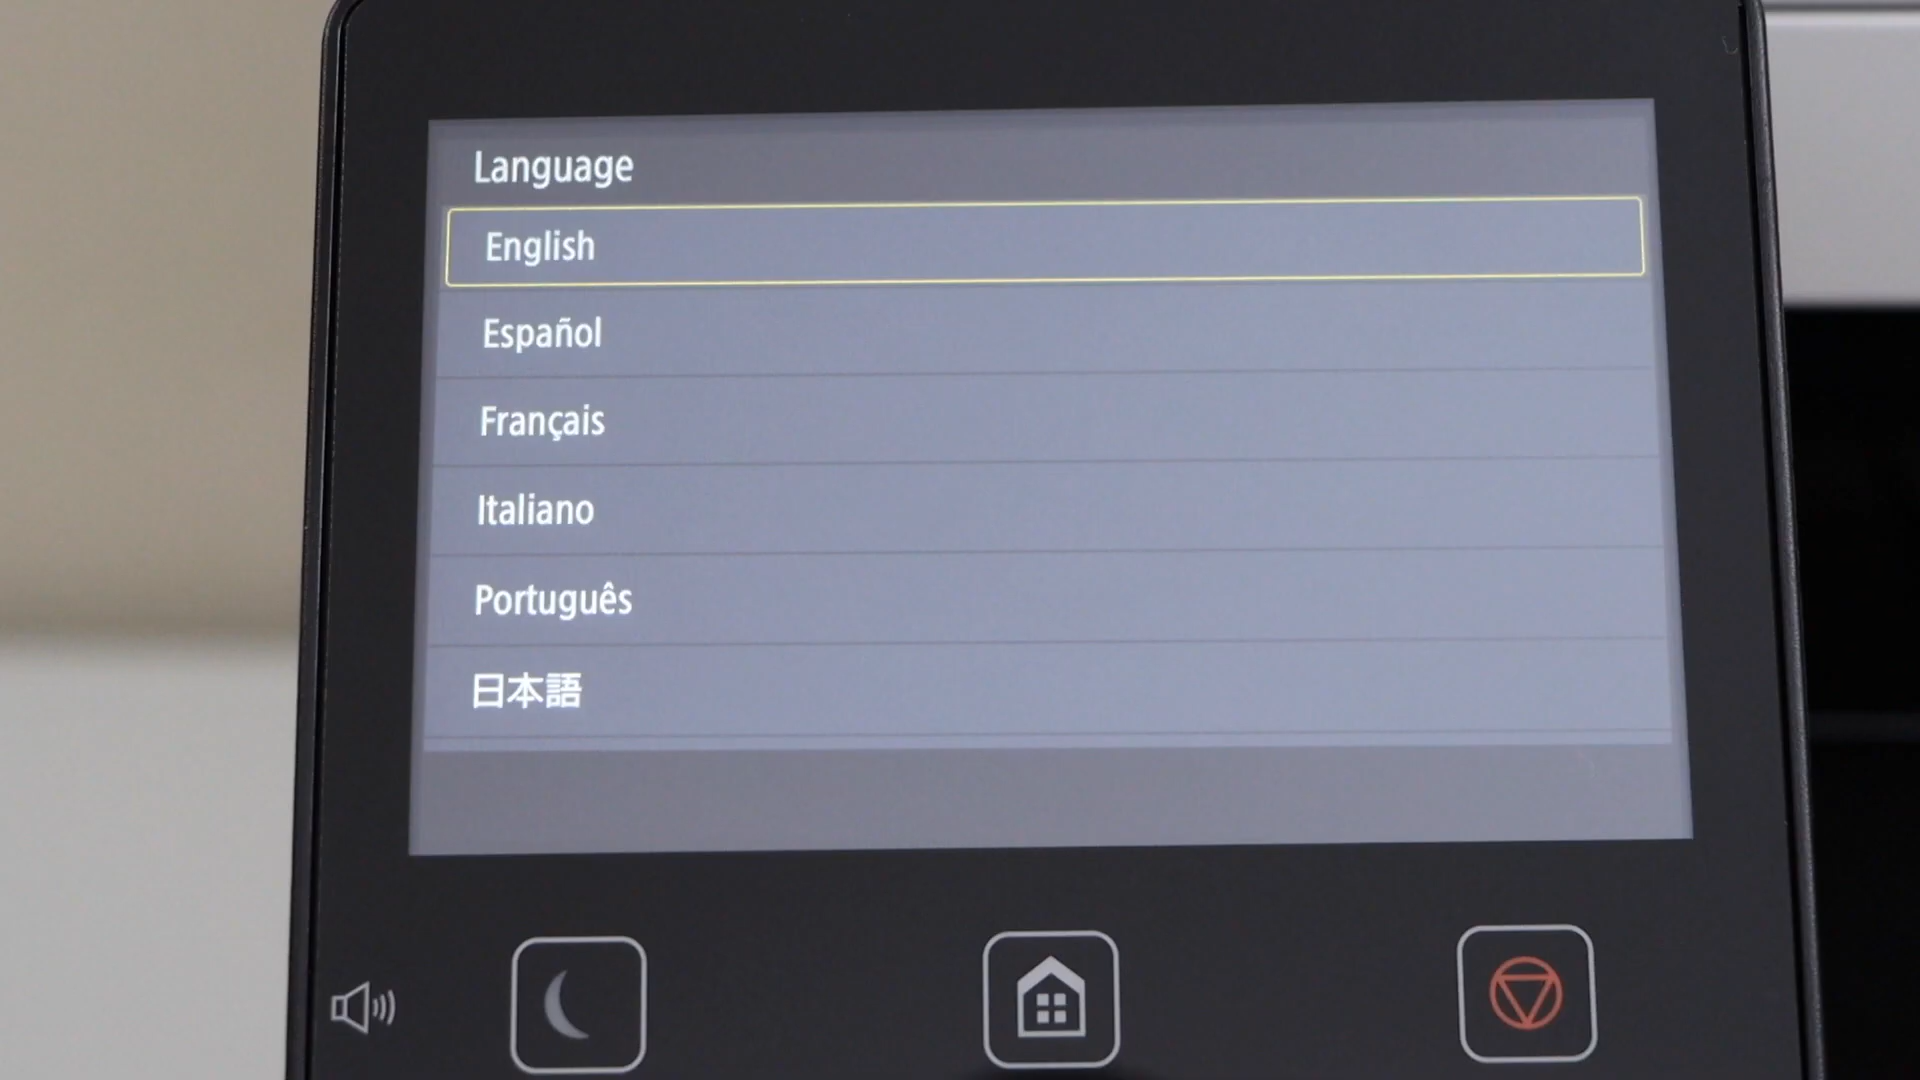 Language
English
Español
Français
Italiano
Português
日本語